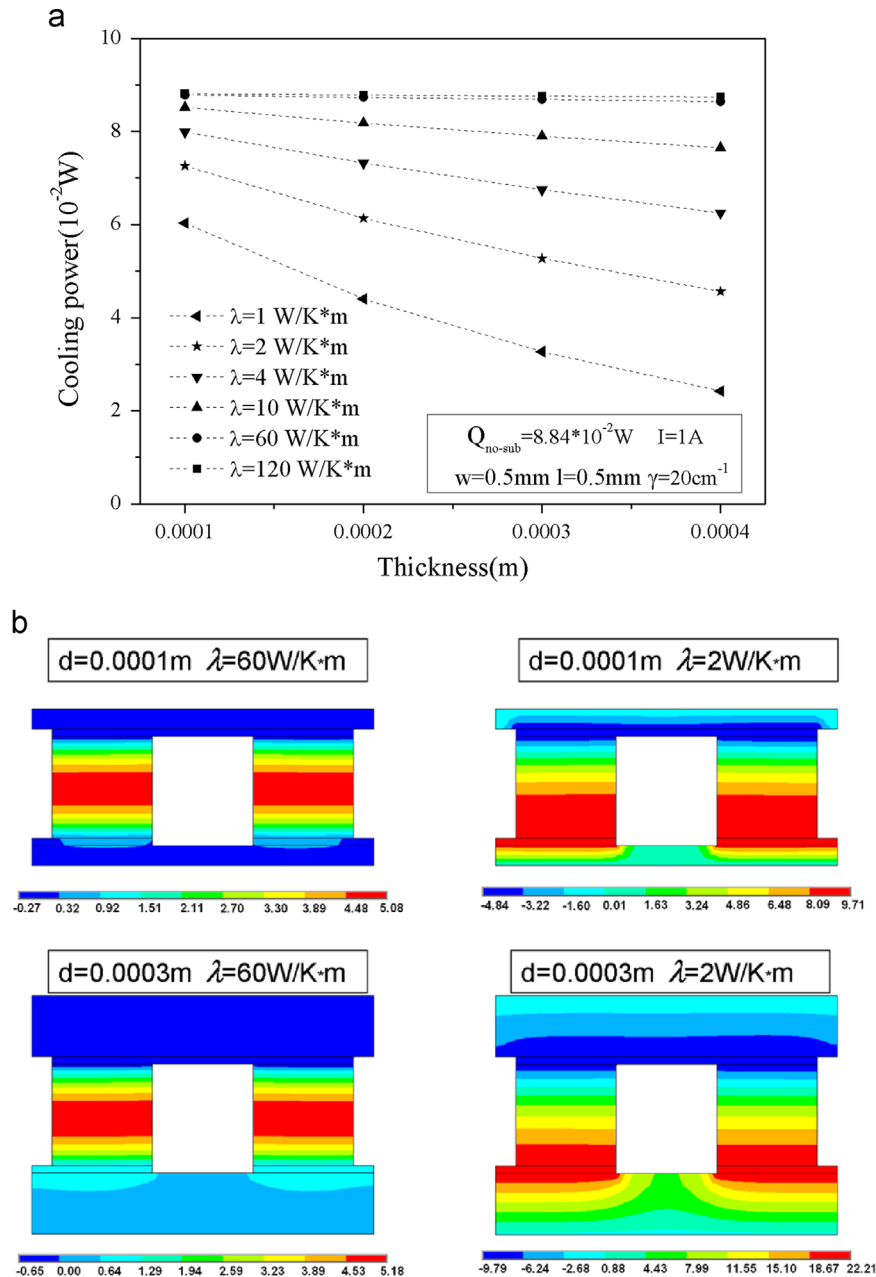 a
10
8
6
4
2
0
Cooling power(10⁻²W)
λ=1 W/K*m
λ=2 W/K*m
λ=4 W/K*m
λ=10 W/K*m
λ=60 W/K*m
λ=120 W/K*m
Q_no-sub=8.84*10⁻²W I=1A
w=0.5mm l=0.5mm γ=20cm⁻¹
0.0001 0.0002 0.0003 0.0004
Thickness(m)
b
d=0.0001m λ=60W/K*m
d=0.0001m λ=2W/K*m
-0.27 0.32 0.92 1.51 2.11 2.70 3.30 3.89 4.48 5.08
-4.84 -3.22 -1.60 0.01 1.63 3.24 4.86 6.48 8.09 9.71
d=0.0003m λ=60W/K*m
d=0.0003m λ=2W/K*m
-0.65 0.00 0.64 1.29 1.94 2.59 3.23 3.88 4.53 5.18
-9.79 -6.24 -2.68 0.88 4.43 7.99 11.55 15.10 18.67 22.21